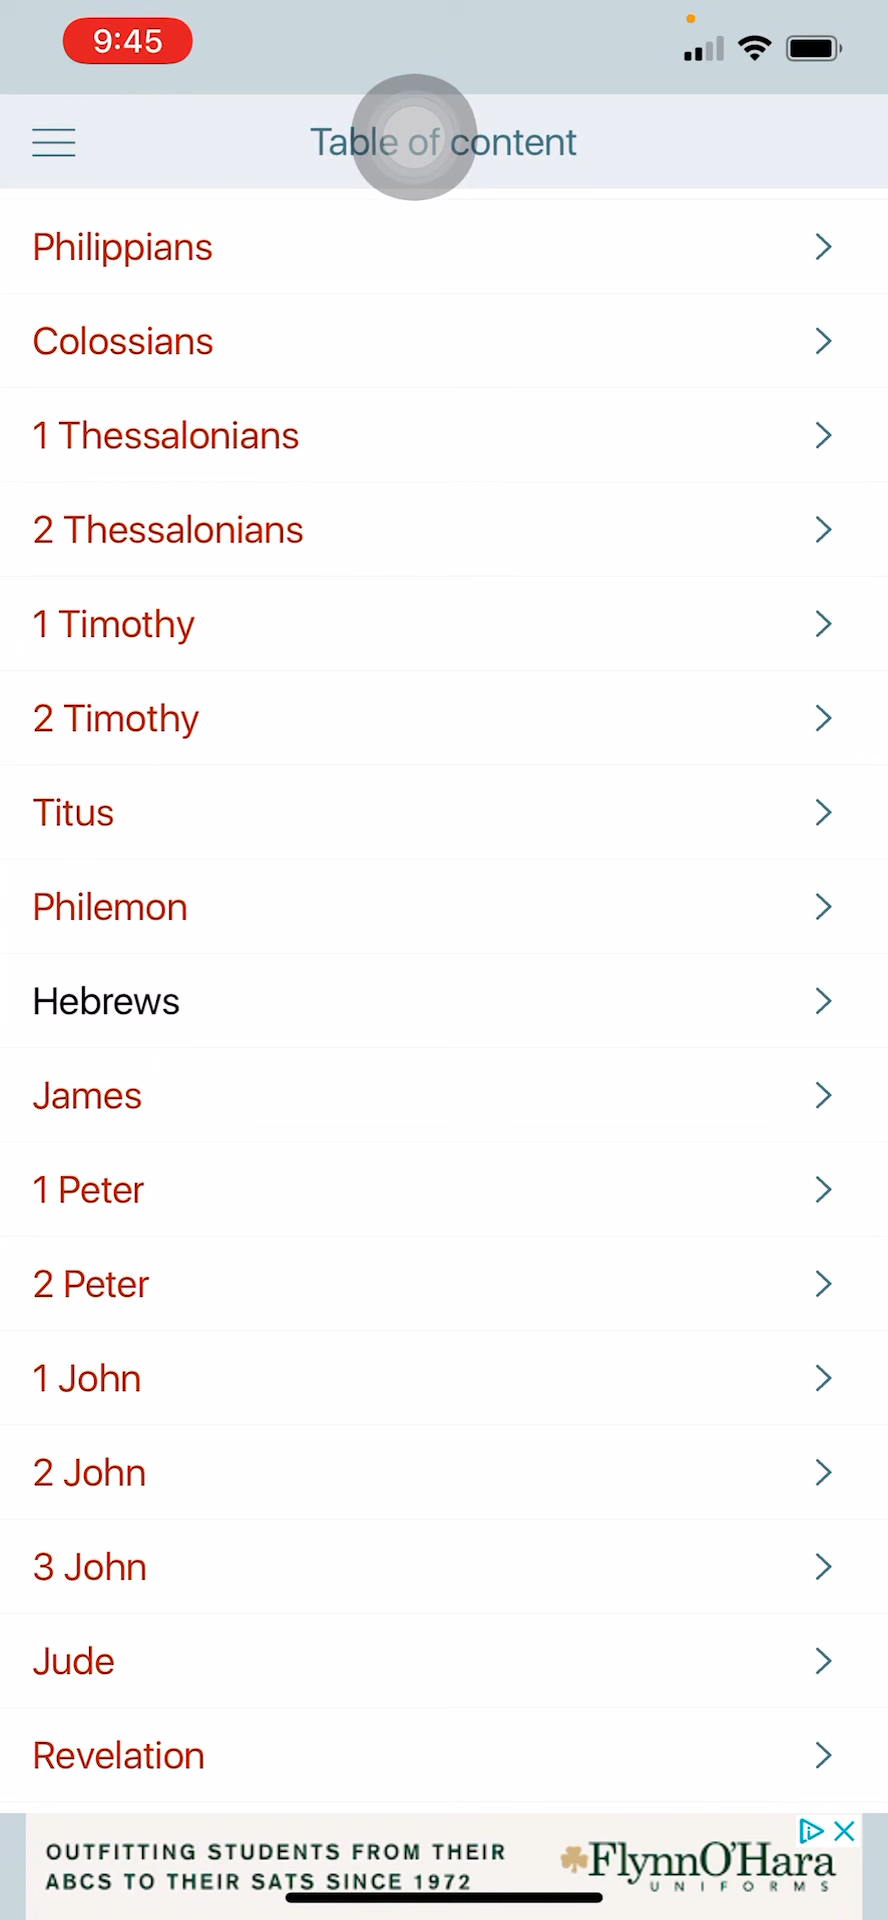 9:45
Table of content
Philippians
Colossians
1 Thessalonians
2 Thessalonians
1 Timothy
2 Timothy
Titus
Philemon
Hebrews
James
1 Peter
2 Peter
1 John
2 John
3 John
Jude
Revelation
OUTFITTING STUDENTS FROM THEIR
ABCS TO THEIR SATS SINCE 1972
FlynnO'Hara
UNIFORMS